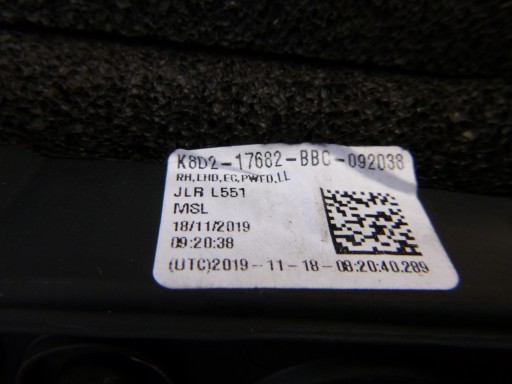 K8D2-17682-BBC-092038
RH,LHD,EC,PWFD,LL
JLR L551
MSL
18/11/2019
09:20:38
(UTC)2019-11-18-08:20:40.289